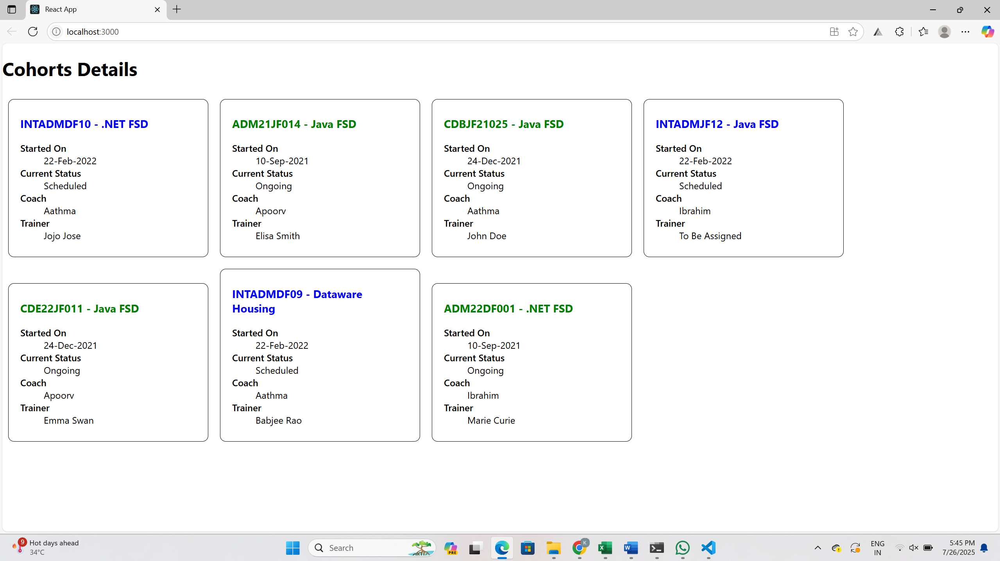 React App
localhost:3000
Cohorts Details
INTADMDF10 - .NET FSD
Started On
22-Feb-2022
Current Status
Scheduled
Coach
Aathma
Trainer
Jojo Jose
ADM21JF014 - Java FSD
Started On
10-Sep-2021
Current Status
Ongoing
Coach
Apoorv
Trainer
Elisa Smith
CDBJF21025 - Java FSD
Started On
24-Dec-2021
Current Status
Ongoing
Coach
Aathma
Trainer
John Doe
INTADMJF12 - Java FSD
Started On
22-Feb-2022
Current Status
Scheduled
Coach
Ibrahim
Trainer
To Be Assigned
CDE22JF011 - Java FSD
Started On
24-Dec-2021
Current Status
Ongoing
Coach
Apoorv
Trainer
Emma Swan
INTADMDF09 - Dataware
Housing
Started On
22-Feb-2022
Current Status
Scheduled
Coach
Aathma
Trainer
Babjee Rao
ADM22DF001 - .NET FSD
Started On
10-Sep-2021
Current Status
Ongoing
Coach
Ibrahim
Trainer
Marie Curie
9
Hot days ahead
34°C
Search
PRE
K
X
W
ENG
IN
5:45 PM
7/26/2025